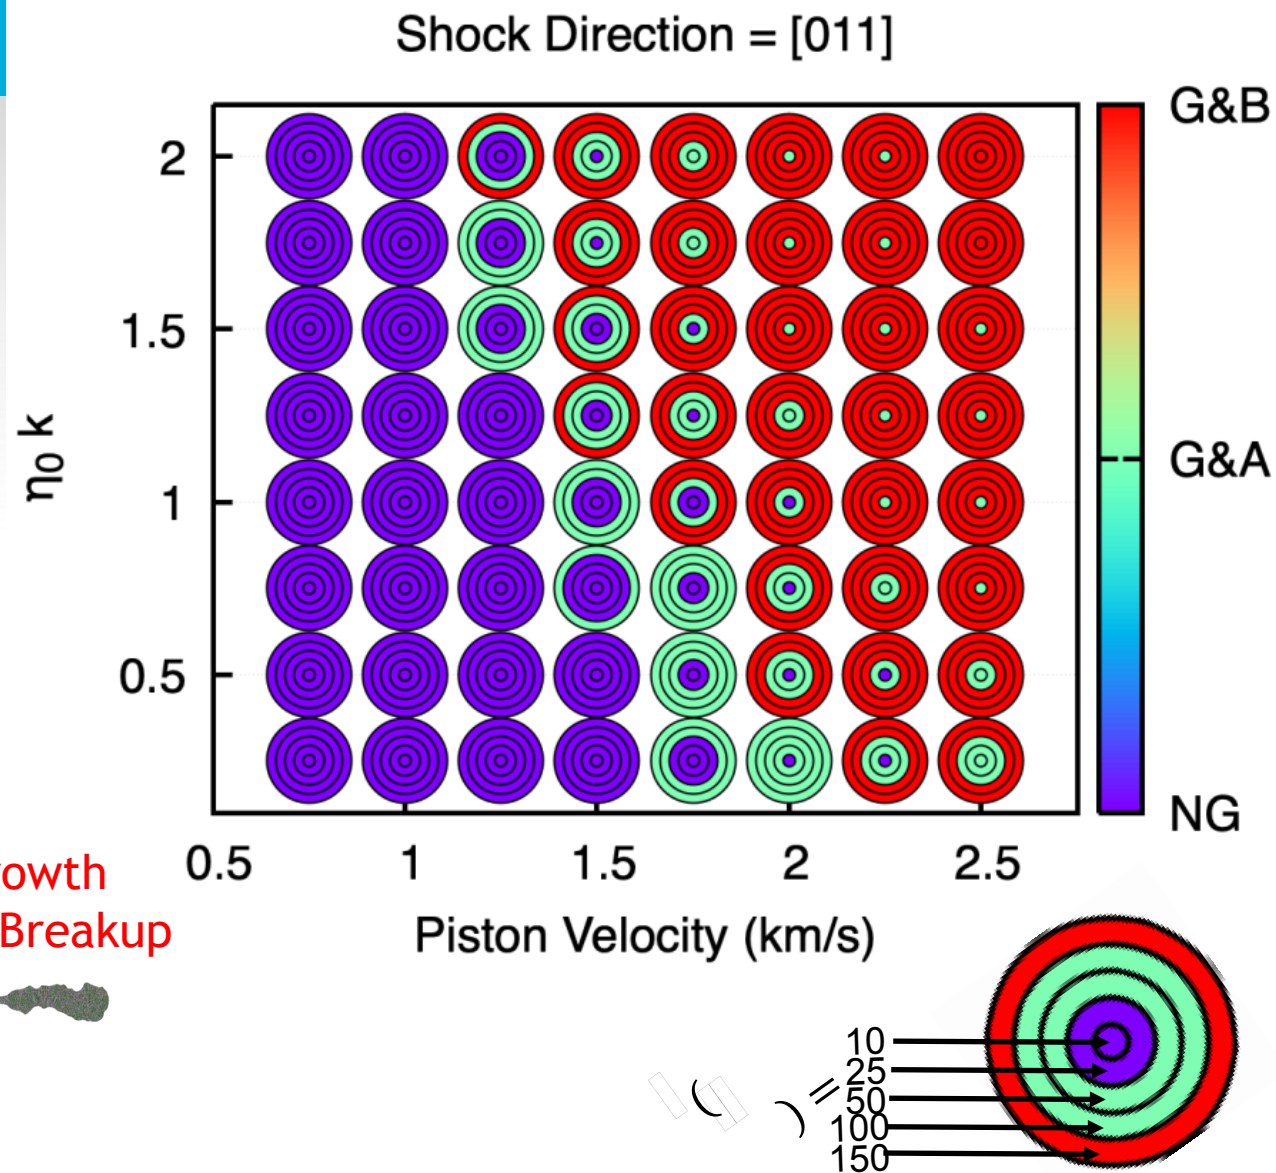 Shock Direction = [011]
G&B
2
1.5
G&A
η₀ k
1
0.5
NG
0.5 1 1.5 2 2.5
Piston Velocity (km/s)
Breakup
10
( ) = 25
50
100
150